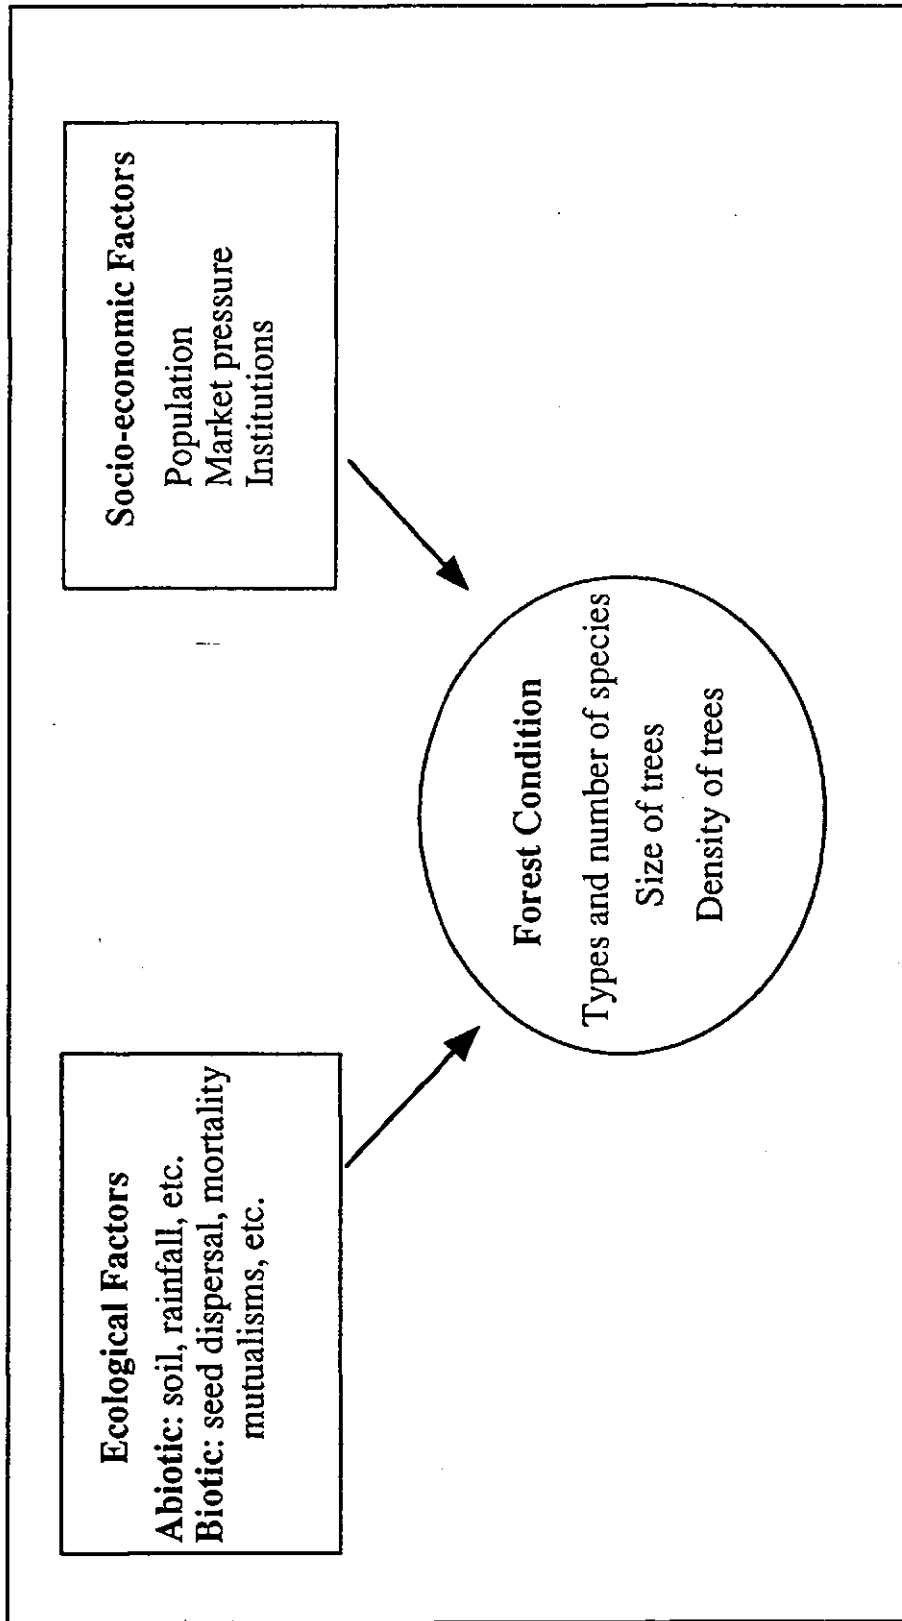 Ecological Factors
Abiotic: soil, rainfall, etc.
Biotic: seed dispersal, mortality
mutualisms, etc.
Socio-economic Factors
Population
Market pressure
Institutions
Forest Condition
Types and number of species
Size of trees
Density of trees